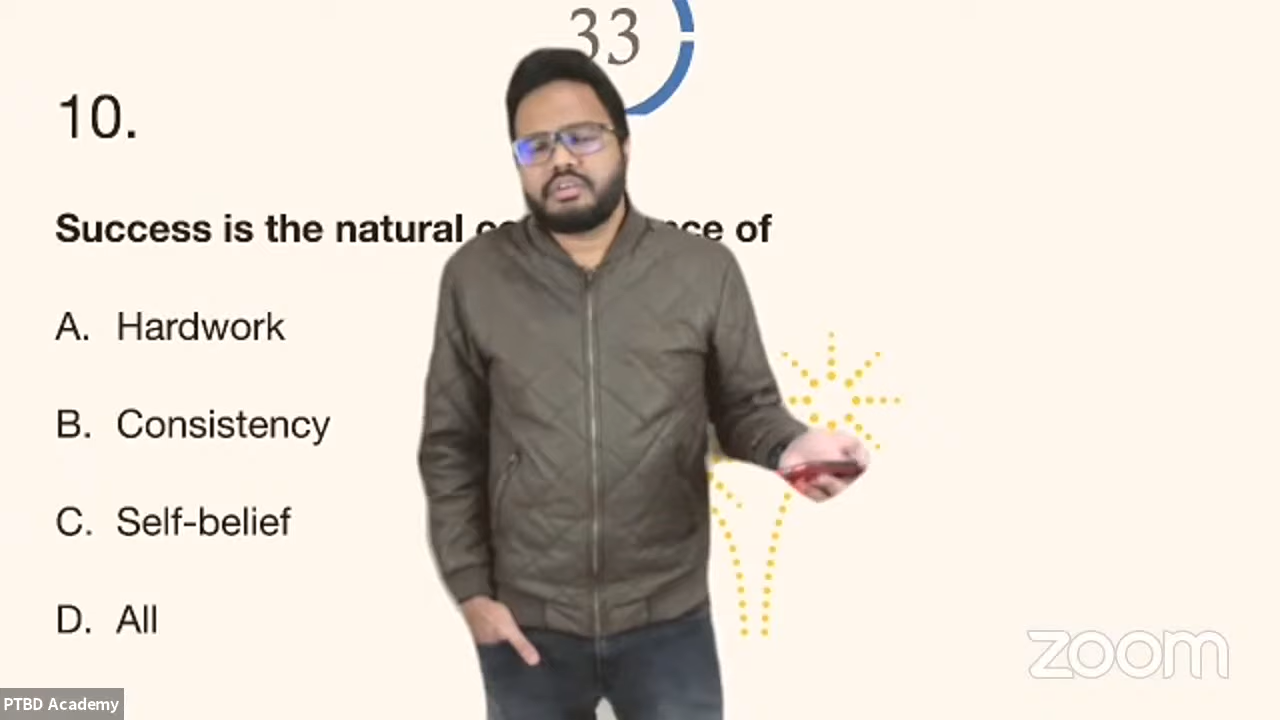 33
10.
Success is the natural of
A. Hardwork
B. Consistency
C. Self-belief
D. All
zoom
PTBD Academy